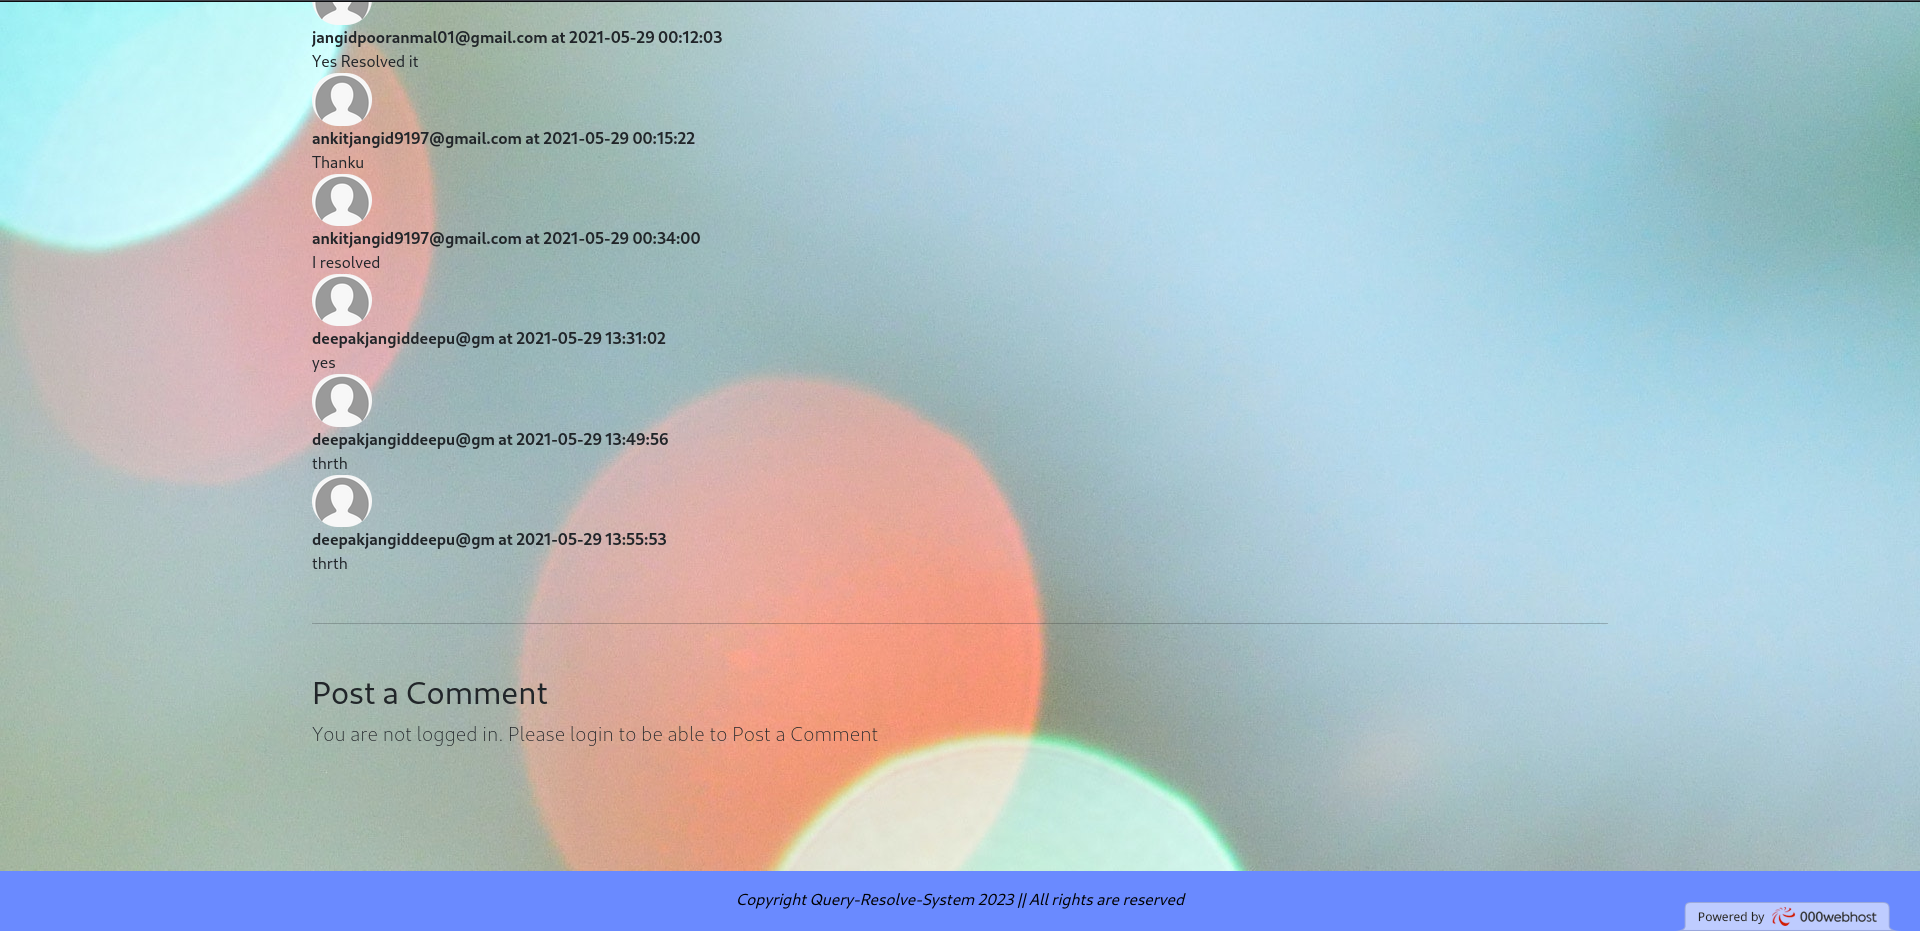 jangidpooranmal01@gmail.com at 2021-05-29 00:12:03
Yes Resolved it
ankitjangid9197@gmail.com at 2021-05-29 00:15:22
Thanku
ankitjangid9197@gmail.com at 2021-05-29 00:34:00
I resolved
deepakjangiddeepu@gm at 2021-05-29 13:31:02
yes
deepakjangiddeepu@gm at 2021-05-29 13:49:56
thrth
deepakjangiddeepu@gm at 2021-05-29 13:55:53
thrth
Post a Comment
You are not logged in. Please login to be able to Post a Comment
Copyright Query-Resolve-System 2023 || All rights are reserved
Powered by 000webhost